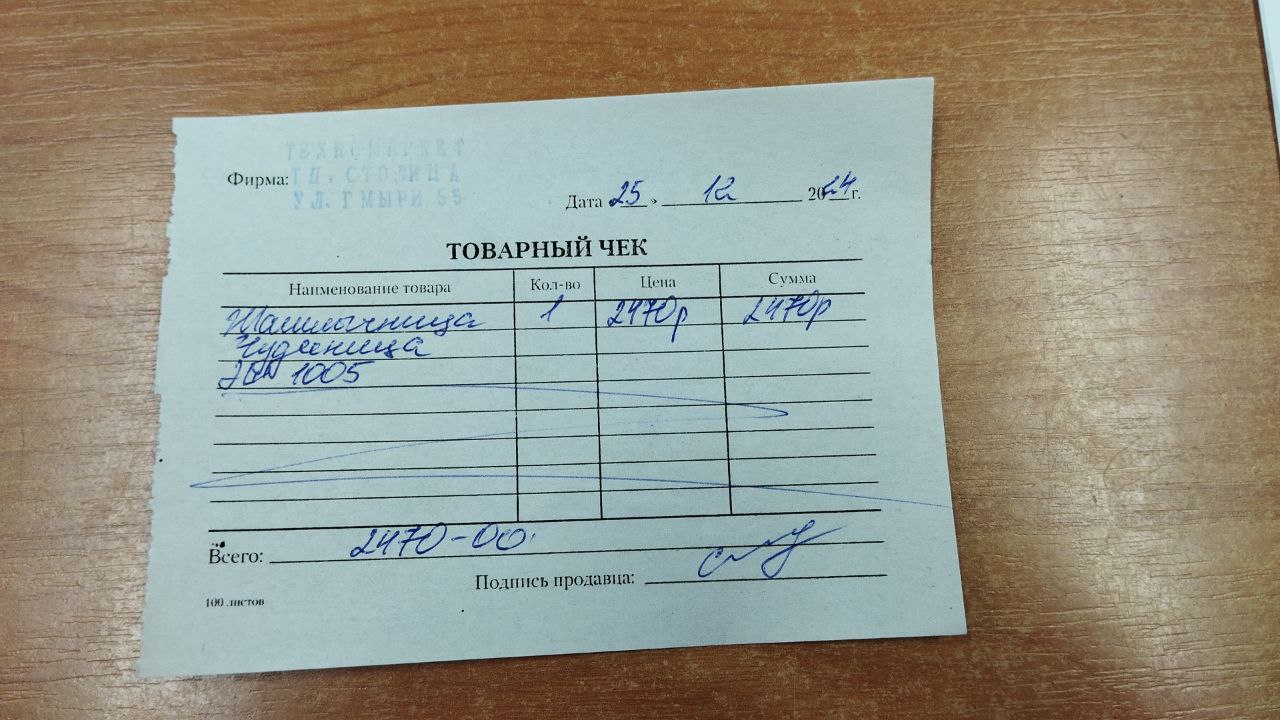 ТЕХНОМАРКЕТ
Фирма: ТЦ. СТОЛИЦА
УЛ. ГМЫРИ 55
Дата 25 » 12 2024 г.
ТОВАРНЫЙ ЧЕК
Наименование товара Кол-во Цена Сумма
Шашлычница 1 2470р 2470р
Чудесница
1005
Всего: 2470-00
Подпись продавца:
100 листов